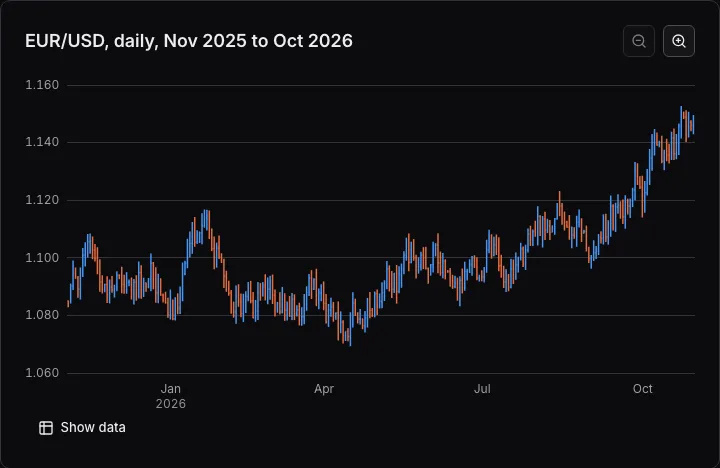 EUR/USD, daily, Nov 2025 to Oct 2026
1.160
1.140
1.120
1.100
1.080
1.060
Jan
2026
Apr
Jul
Oct
Show data